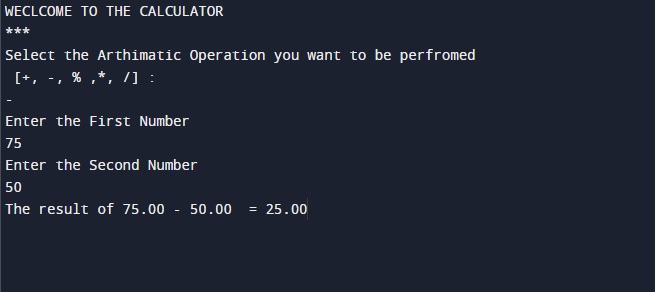 WECLCOME TO THE CALCULATOR
***
Select the Arthimatic Operation you want to be perfromed
[+, -, % ,*, /] :
-
Enter the First Number
75
Enter the Second Number
50
The result of 75.00 - 50.00  = 25.00